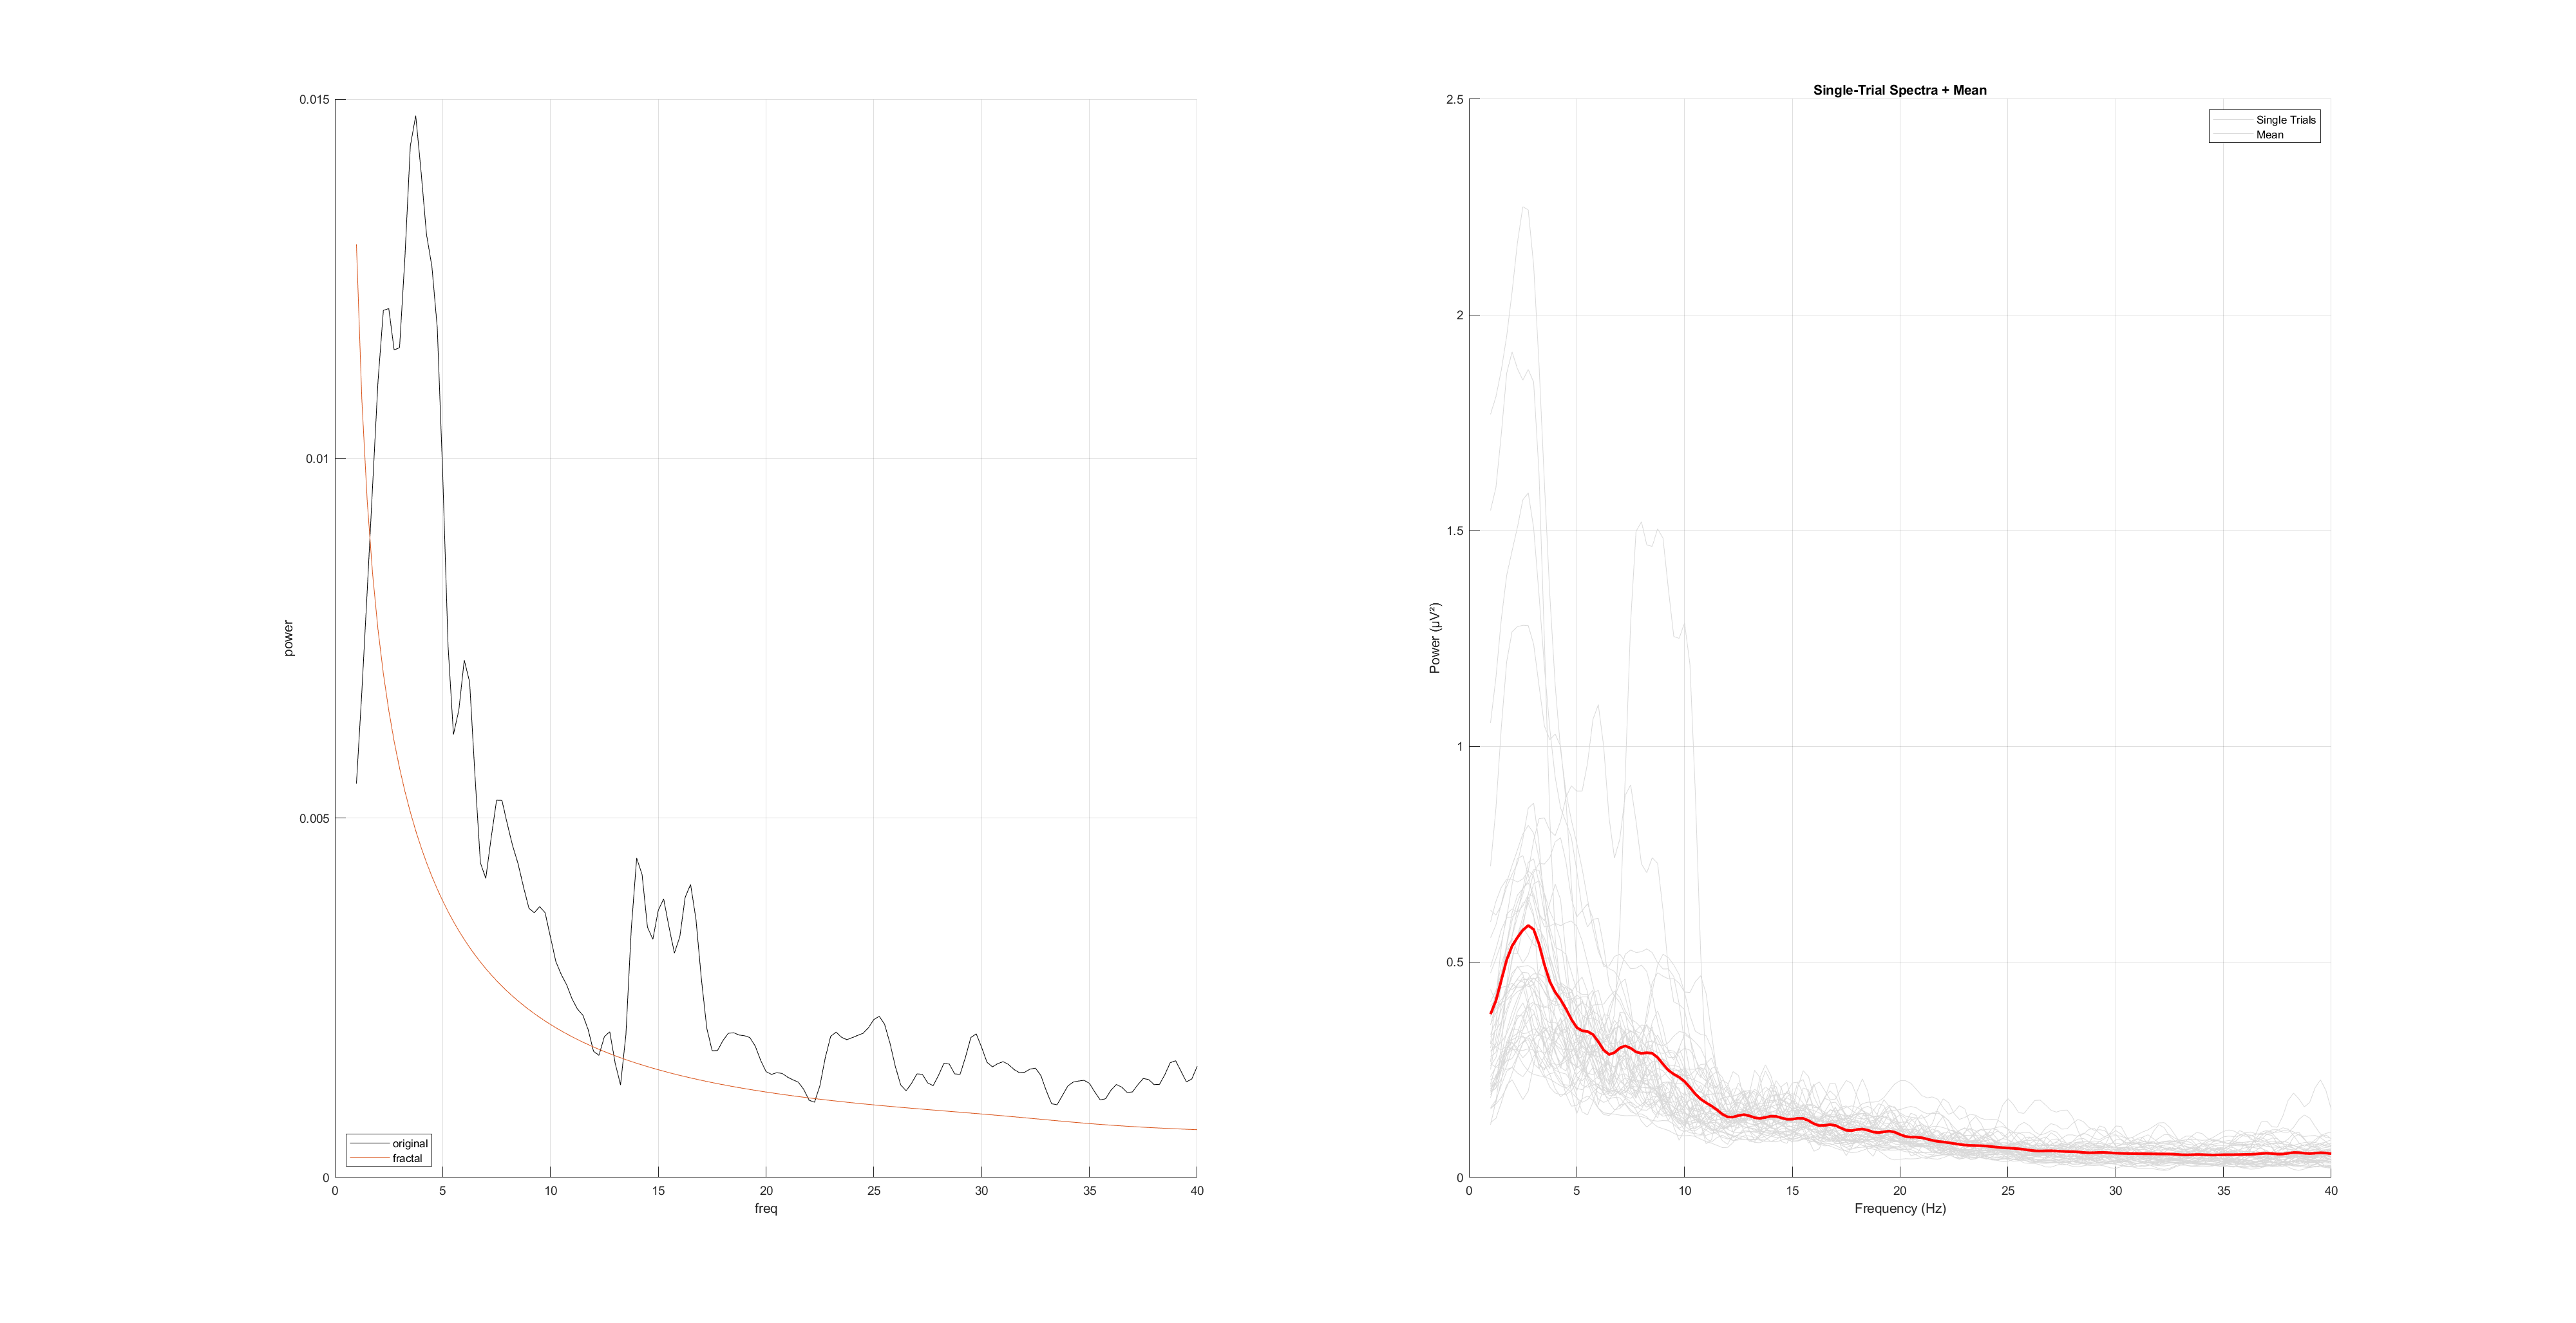 0.015
0.01
0.005
0
power
original
fractal
0 5 10 15 20 25 30 35 40
freq
Single-Trial Spectra + Mean
2.5
2
1.5
1
0.5
0
Power (µV²)
Single Trials
Mean
0 5 10 15 20 25 30 35 40
Frequency (Hz)